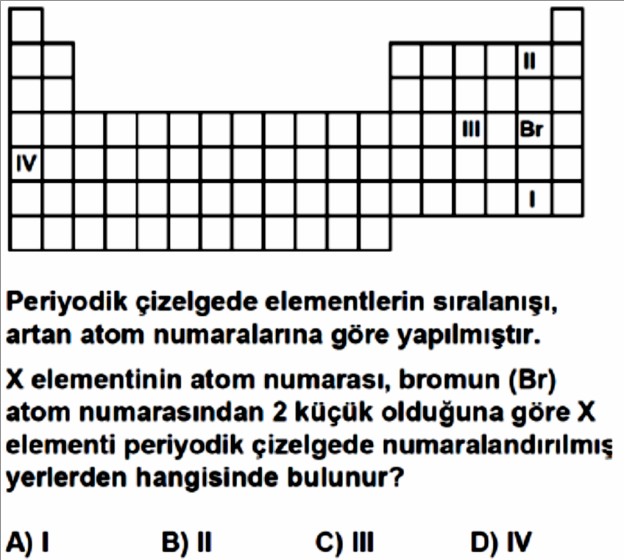 II
III Br
IV
I
Periyodik çizelgede elementlerin sıralanışı,
artan atom numaralarına göre yapılmıştır.
X elementinin atom numarası, bromun (Br)
atom numarasından 2 küçük olduğuna göre X
elementi periyodik çizelgede numaralandırılmış
yerlerden hangisinde bulunur?
A) I B) II C) III D) IV